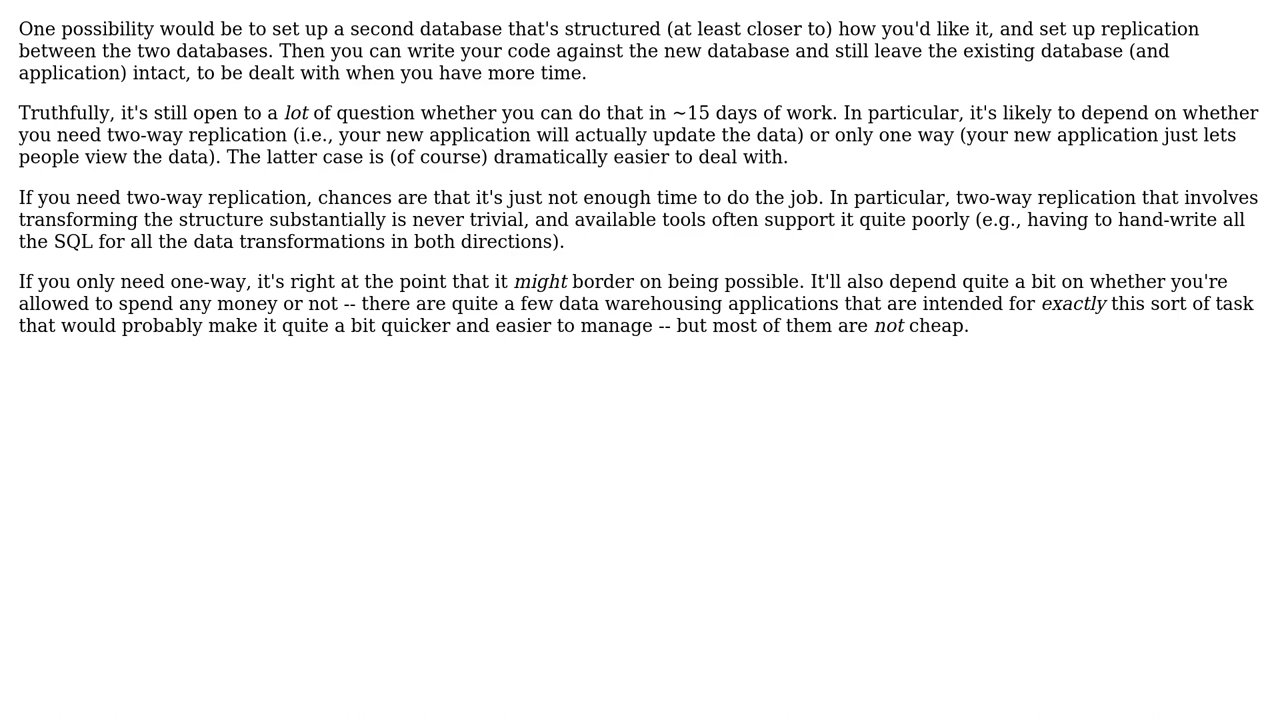 One possibility would be to set up a second database that's structured (at least closer to) how you'd like it, and set up replication
between the two databases. Then you can write your code against the new database and still leave the existing database (and
application) intact, to be dealt with when you have more time.
Truthfully, it's still open to a lot of question whether you can do that in ~15 days of work. In particular, it's likely to depend on whether
you need two-way replication (i.e., your new application will actually update the data) or only one way (your new application just lets
people view the data). The latter case is (of course) dramatically easier to deal with.
If you need two-way replication, chances are that it's just not enough time to do the job. In particular, two-way replication that involves
transforming the structure substantially is never trivial, and available tools often support it quite poorly (e.g., having to hand-write all
the SQL for all the data transformations in both directions).
If you only need one-way, it's right at the point that it might border on being possible. It'll also depend quite a bit on whether you're
allowed to spend any money or not -- there are quite a few data warehousing applications that are intended for exactly this sort of task
that would probably make it quite a bit quicker and easier to manage -- but most of them are not cheap.